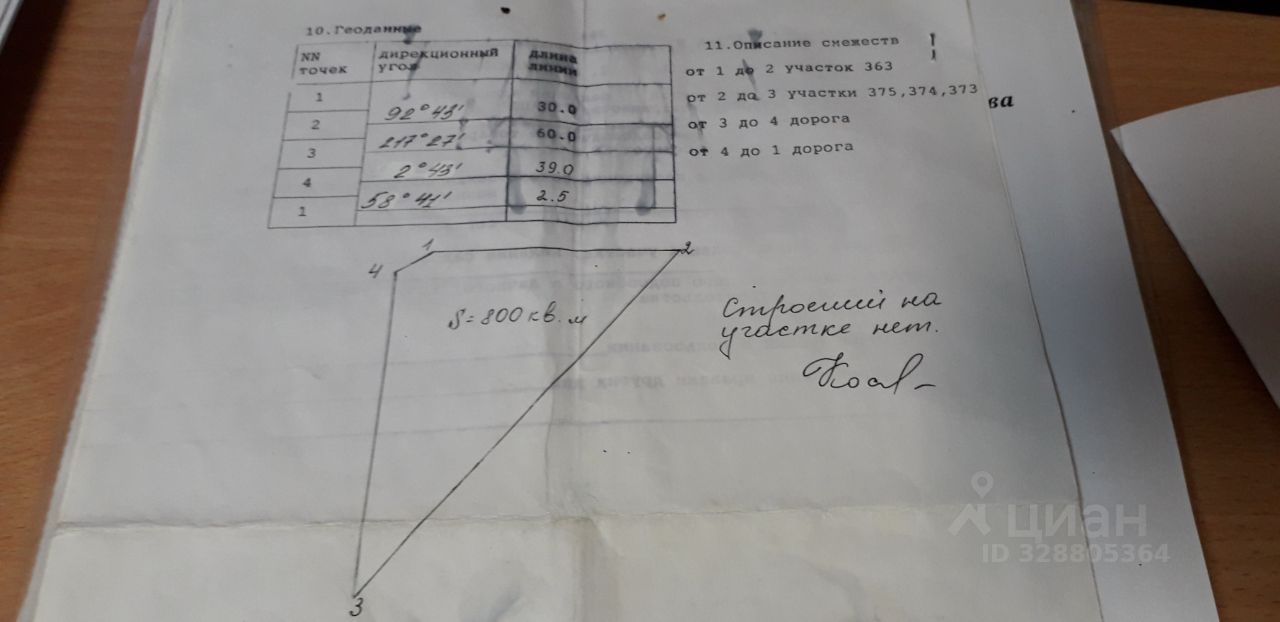 10.Геоданные
NN точек
дирекционный угол
длина линии
1
92°43' 30.0
2
217°27' 60.0
3
2°43' 39.0
4
58°41' 2.5
1
11.Описание смежеств
от 1 до 2 участок 363
от 2 до 3 участки 375,374,373
от 3 до 4 дорога
от 4 до 1 дорога
ва
1
2
4
S=800 кв.м
3
Строений на
участке нет.
циан
ID 328805364